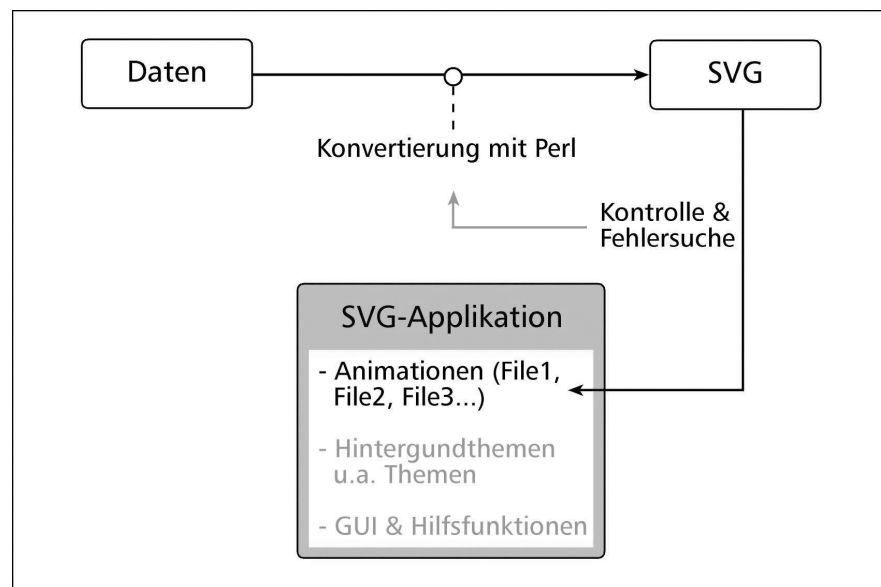 Daten
SVG
Konvertierung mit Perl
Kontrolle &
Fehlersuche
SVG-Applikation
- Animationen (File1,
File2, File3...)
- Hintergundthemen
u.a. Themen
- GUI & Hilfsfunktionen